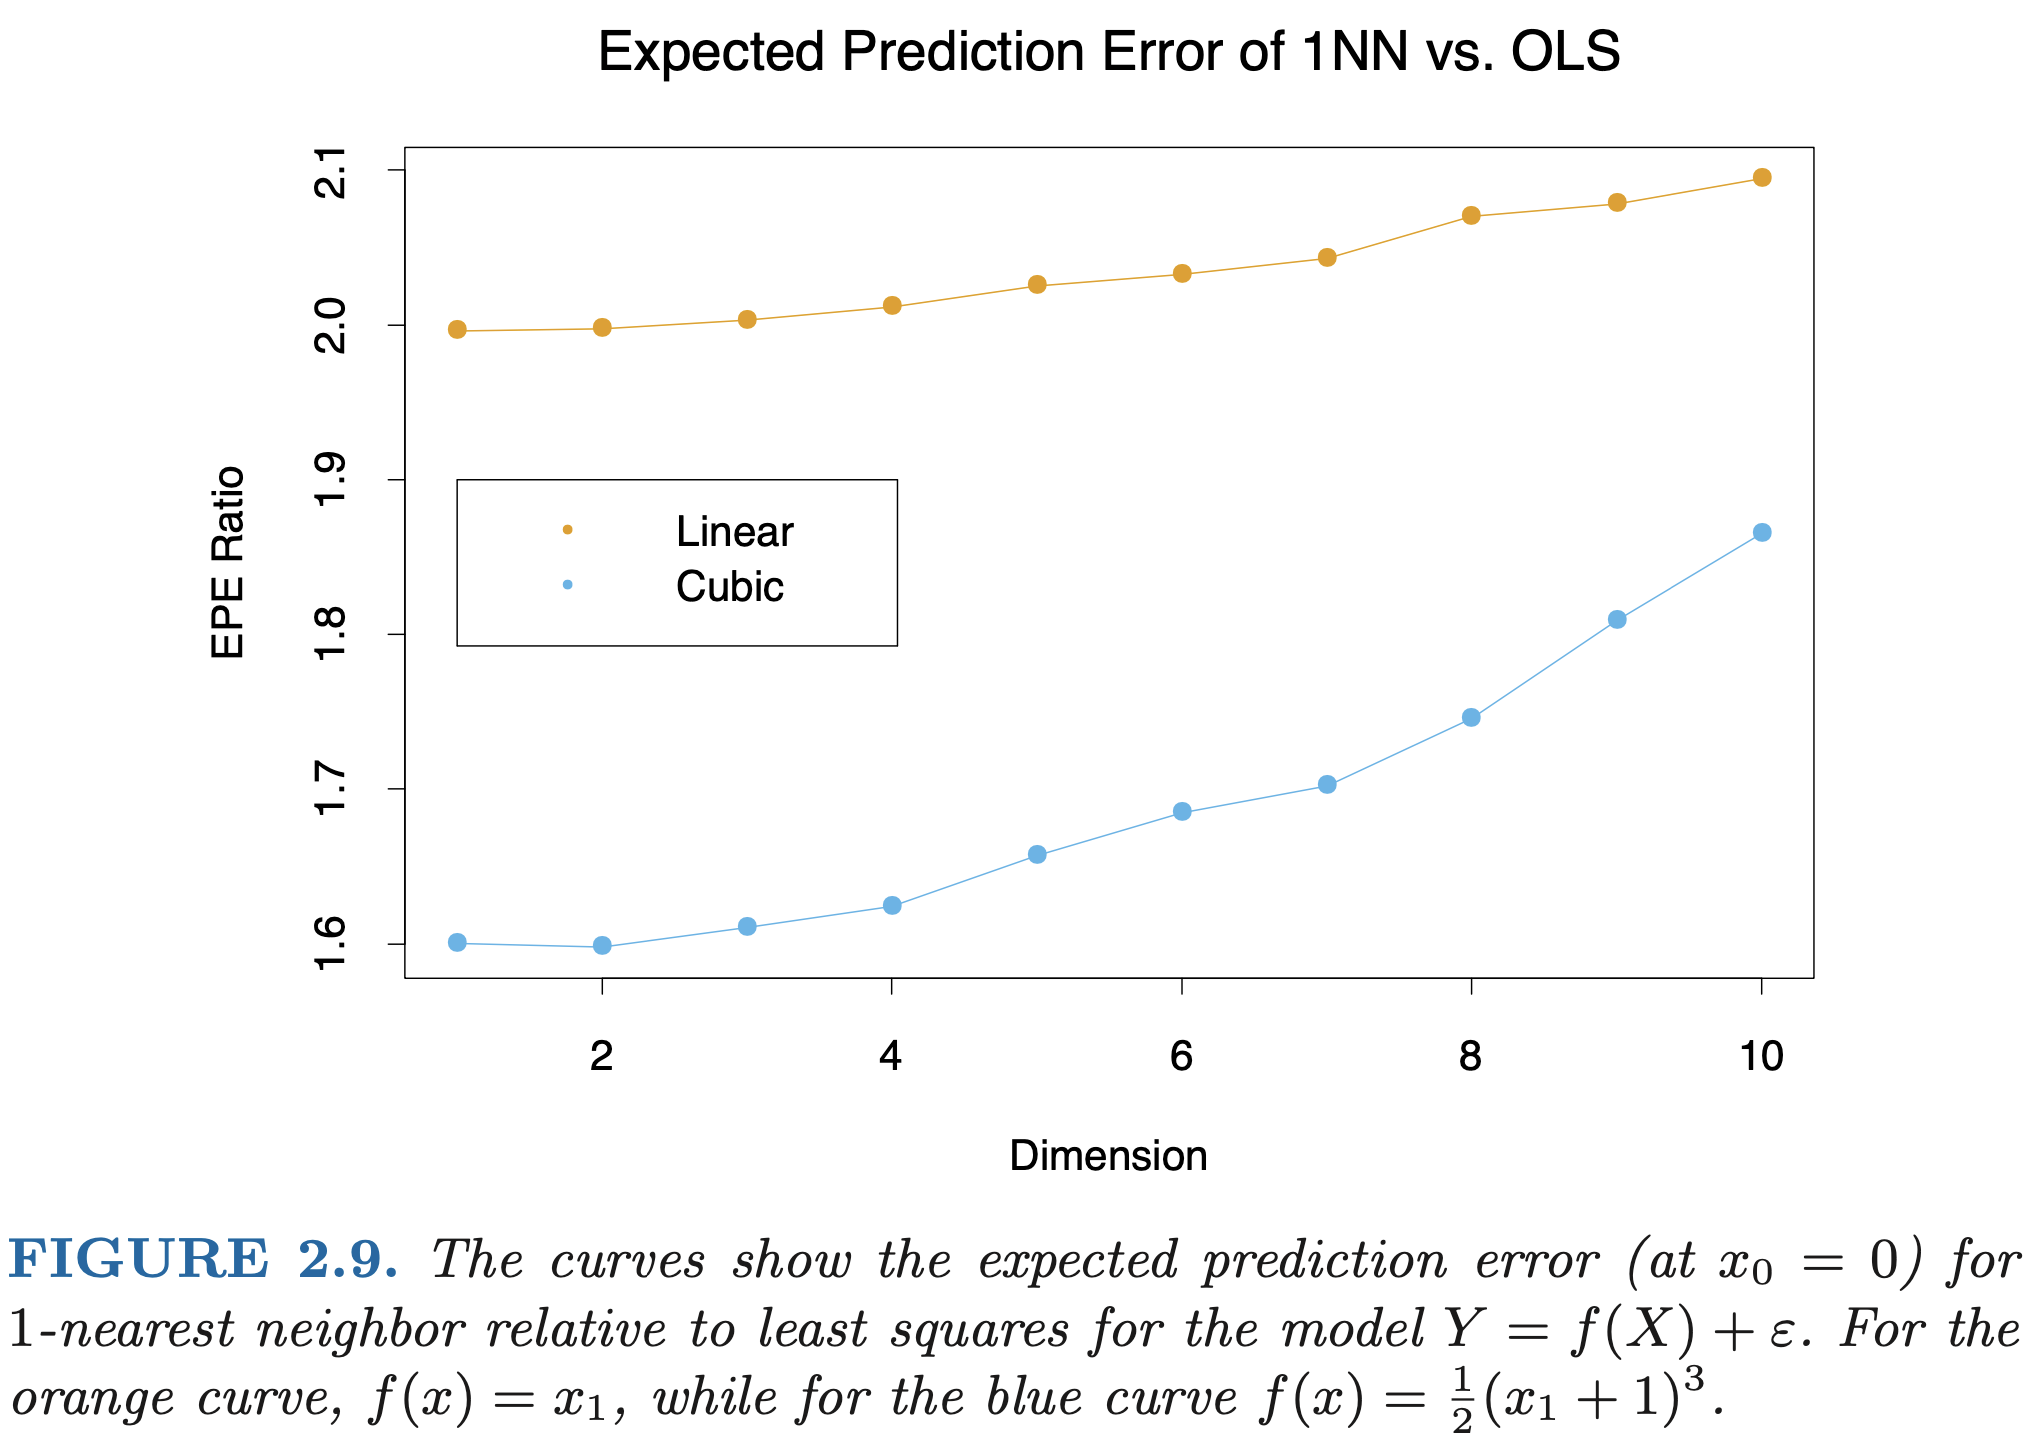 Expected Prediction Error of 1NN vs. OLS
EPE Ratio
2.1
2.0
1.9
1.8
1.7
1.6
Linear
Cubic
2 4 6 8 10
Dimension
FIGURE 2.9. The curves show the expected prediction error (at x₀ = 0) for
1-nearest neighbor relative to least squares for the model Y = f(X) + ε. For the
orange curve, f(x) = x₁, while for the blue curve f(x) = ½(x₁ + 1)³.